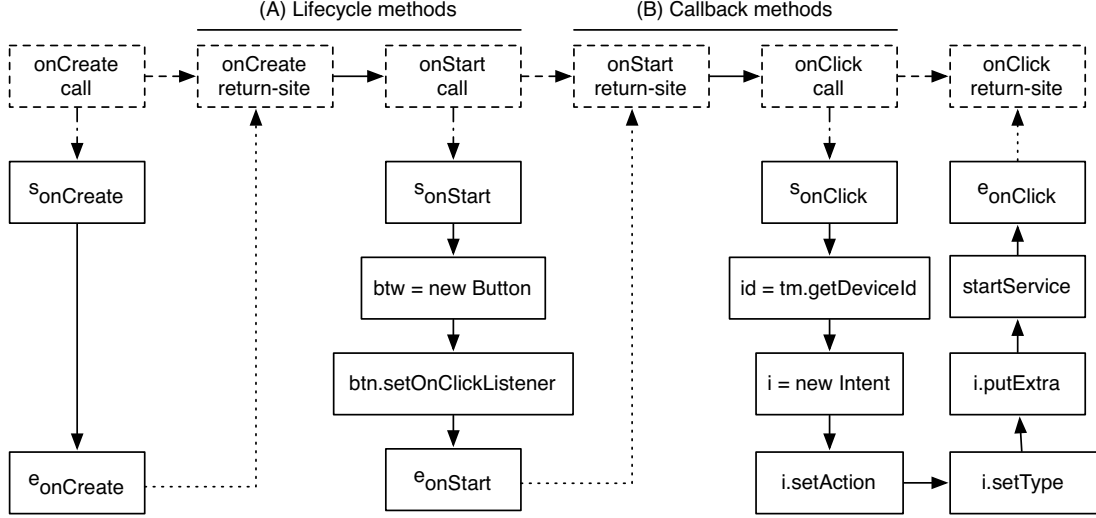 (A) Lifecycle methods
(B) Callback methods
onCreate
call
onCreate
return-site
onStart
call
onStart
return-site
onClick
call
onClick
return-site
sonCreate
sonStart
sonClick
eonClick
btw = new Button
id = tm.getDeviceId
startService
btn.setOnClickListener
i = new Intent
i.putExtra
eonCreate
eonStart
i.setAction
i.setType